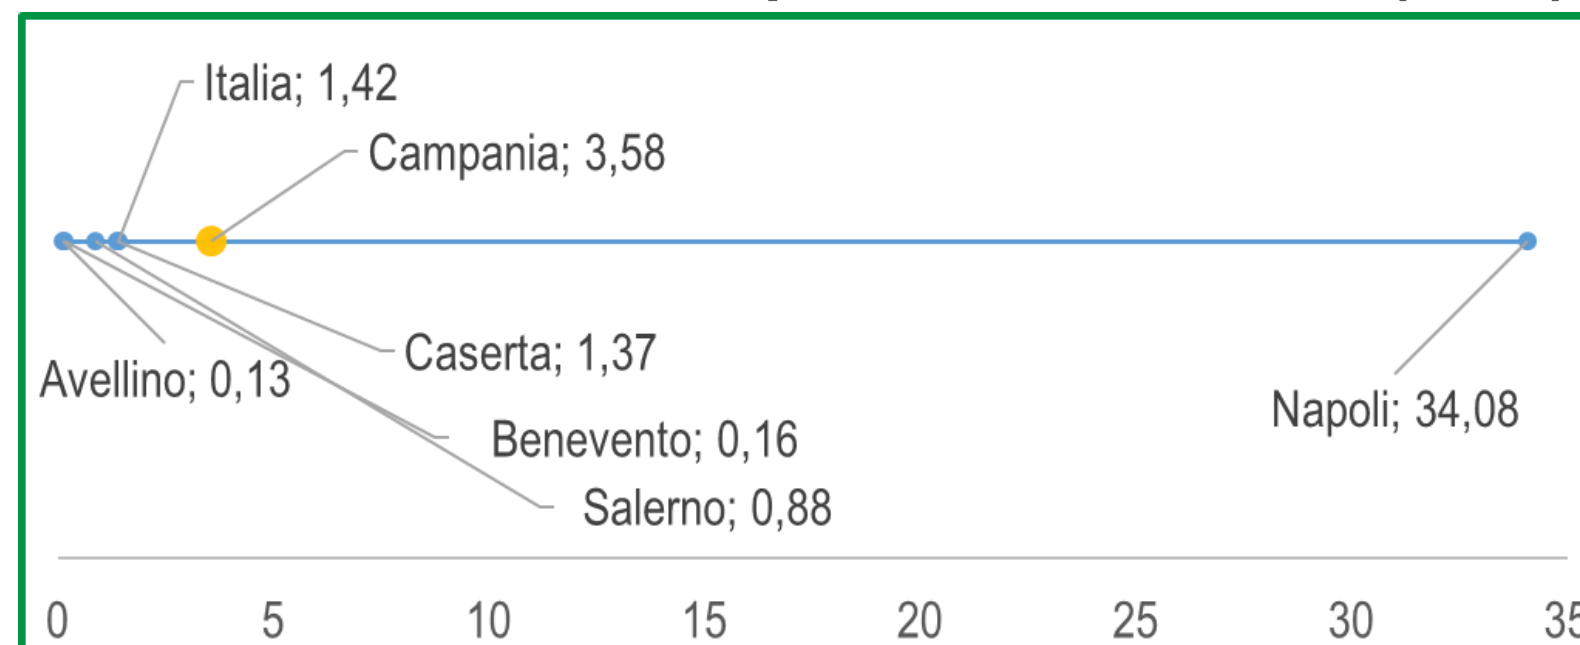 Italia; 1,42
Campania; 3,58
Caserta; 1,37
Avellino; 0,13
Napoli; 34,08
Benevento; 0,16
Salerno; 0,88
0 5 10 15 20 25 30 35